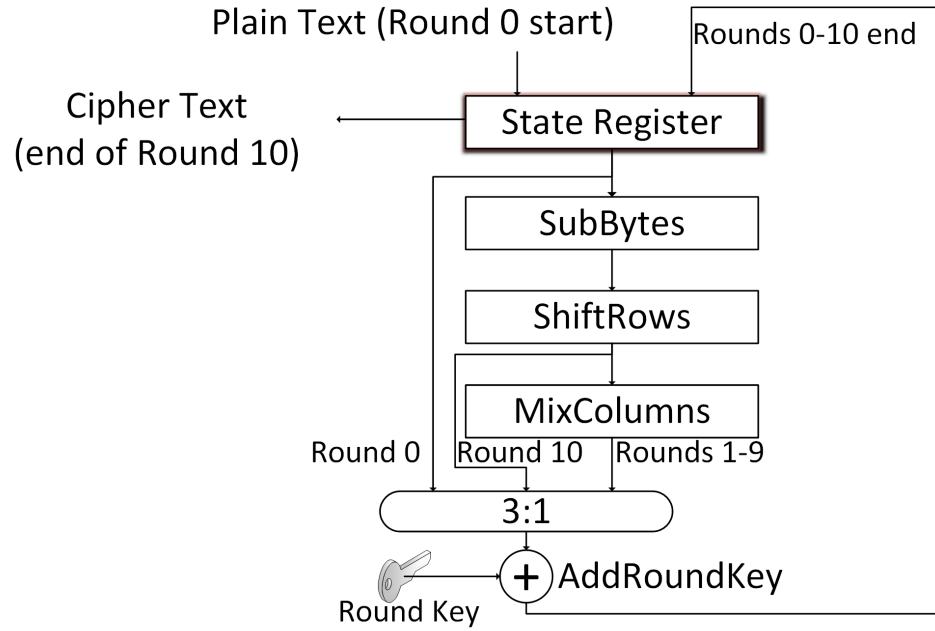 Plain Text (Round 0 start)
Rounds 0-10 end
Cipher Text
(end of Round 10)
State Register
SubBytes
ShiftRows
MixColumns
Round 0
Round 10
Rounds 1-9
3:1
+
AddRoundKey
Round Key